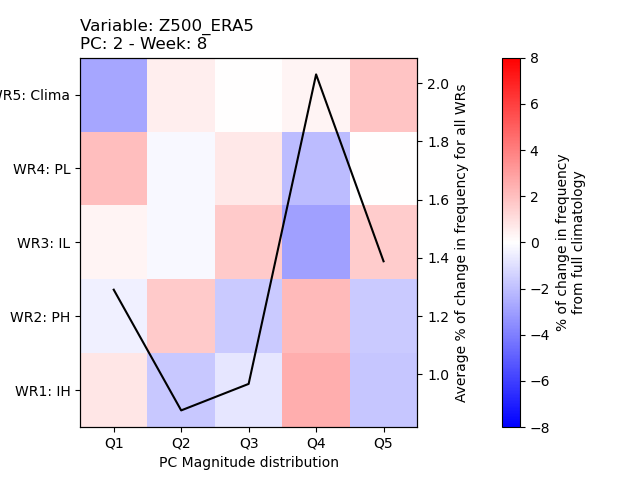 Variable: Z500_ERA5
PC: 2 - Week: 8
WR5: Clima
WR4: PL
WR3: IL
WR2: PH
WR1: IH
Q1 Q2 Q3 Q4 Q5
PC Magnitude distribution
2.0
1.8
1.6
1.4
1.2
1.0
Average % of change in frequency for all WRs
8
6
4
2
0
−2
−4
−6
−8
% of change in frequency
from full climatology